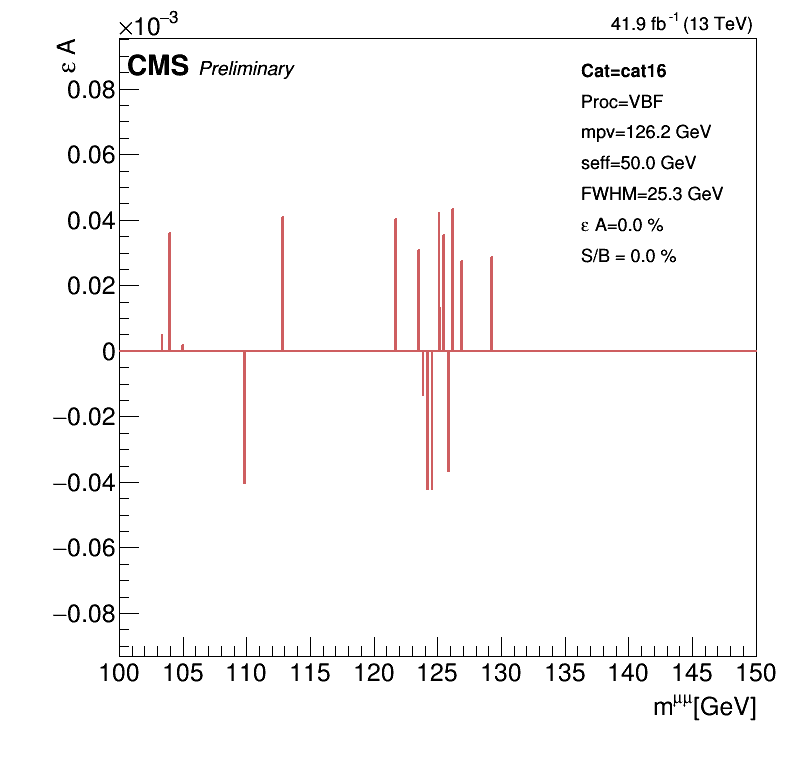 ×10⁻³
41.9 fb⁻¹ (13 TeV)
ε A
CMS Preliminary
Cat=cat16
Proc=VBF
mpv=126.2 GeV
seff=50.0 GeV
FWHM=25.3 GeV
ε A=0.0 %
S/B = 0.0 %
0.08
0.06
0.04
0.02
0
−0.02
−0.04
−0.06
−0.08
100 105 110 115 120 125 130 135 140 145 150
m^μμ[GeV]